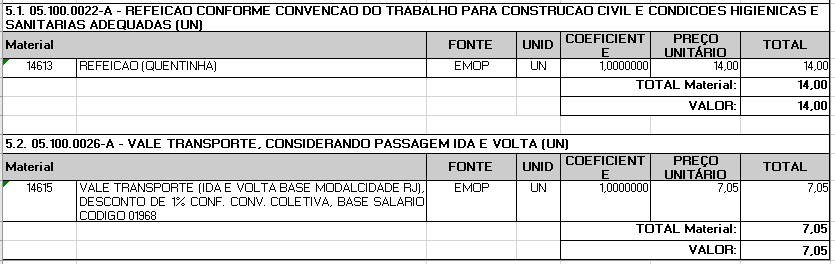 5.1. 05.100.0022-A - REFEICAO CONFORME CONVENCAO DO TRABALHO PARA CONSTRUCAO CIVIL E CONDICOES HIGIENICAS E
SANITARIAS ADEQUADAS (UN)
Material FONTE UNID COEFICIENT E PREÇO UNITÁRIO TOTAL
14613 REFEICAO (QUENTINHA) EMOP UN 1,0000000 14,00 14,00
TOTAL Material: 14,00
VALOR: 14,00
5.2. 05.100.0026-A - VALE TRANSPORTE, CONSIDERANDO PASSAGEM IDA E VOLTA (UN)
Material FONTE UNID COEFICIENT E PREÇO UNITÁRIO TOTAL
14615 VALE TRANSPORTE (IDA E VOLTA BASE MODALCIDADE RJ), EMOP UN 1,0000000 7,05 7,05
DESCONTO DE 1% CONF. CONV. COLETIVA, BASE SALARIO
CODIGO 01968
TOTAL Material: 7,05
VALOR: 7,05